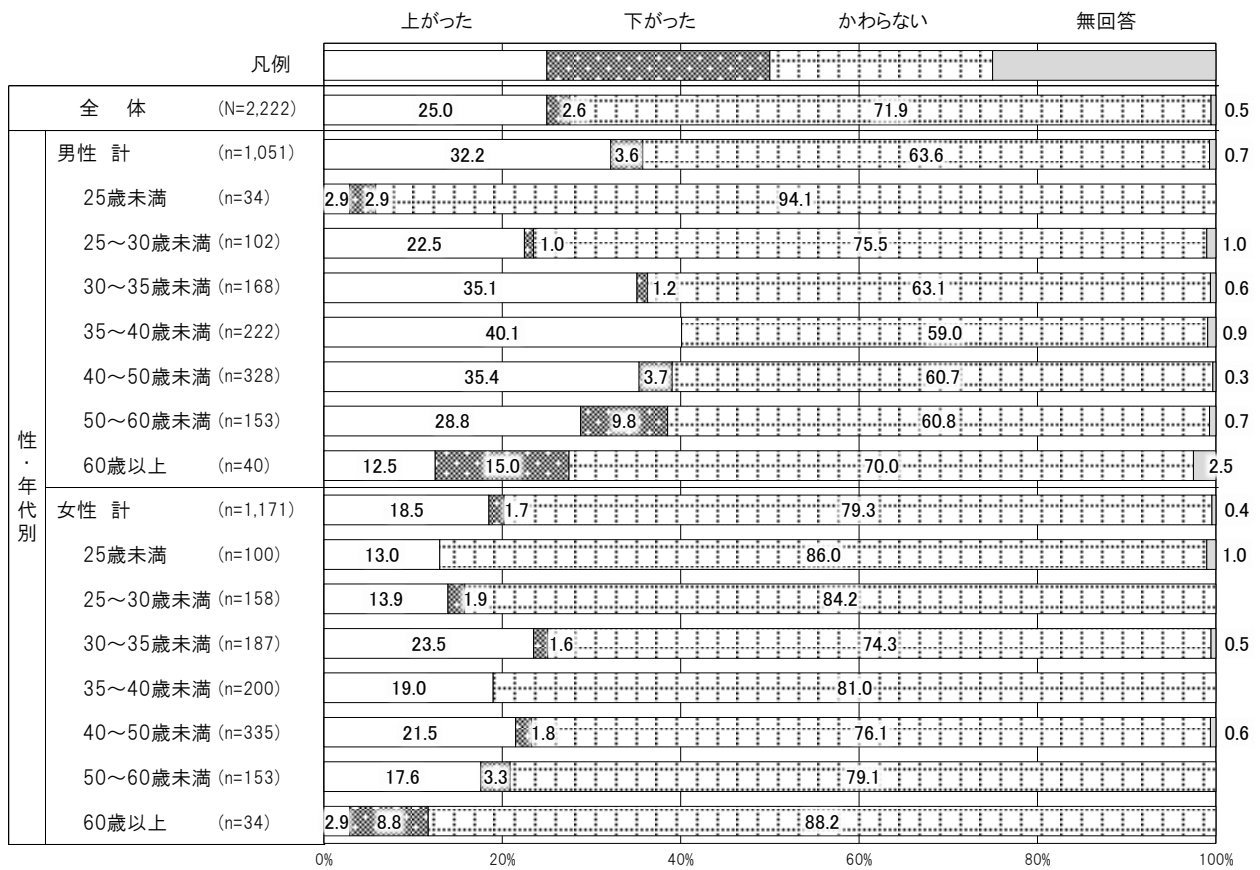 上がった 下がった かわらない 無回答
凡例
全 体 (N=2,222) 25.0 2.6 71.9 0.5
性・年代別
男性 計 (n=1,051) 32.2 3.6 63.6 0.7
25歳未満 (n=34) 2.9 2.9 94.1
25～30歳未満 (n=102) 22.5 1.0 75.5 1.0
30～35歳未満 (n=168) 35.1 1.2 63.1 0.6
35～40歳未満 (n=222) 40.1 59.0 0.9
40～50歳未満 (n=328) 35.4 3.7 60.7 0.3
50～60歳未満 (n=153) 28.8 9.8 60.8 0.7
60歳以上 (n=40) 12.5 15.0 70.0 2.5
女性 計 (n=1,171) 18.5 1.7 79.3 0.4
25歳未満 (n=100) 13.0 86.0 1.0
25～30歳未満 (n=158) 13.9 1.9 84.2
30～35歳未満 (n=187) 23.5 1.6 74.3 0.5
35～40歳未満 (n=200) 19.0 81.0
40～50歳未満 (n=335) 21.5 1.8 76.1 0.6
50～60歳未満 (n=153) 17.6 3.3 79.1
60歳以上 (n=34) 2.9 8.8 88.2
0% 20% 40% 60% 80% 100%